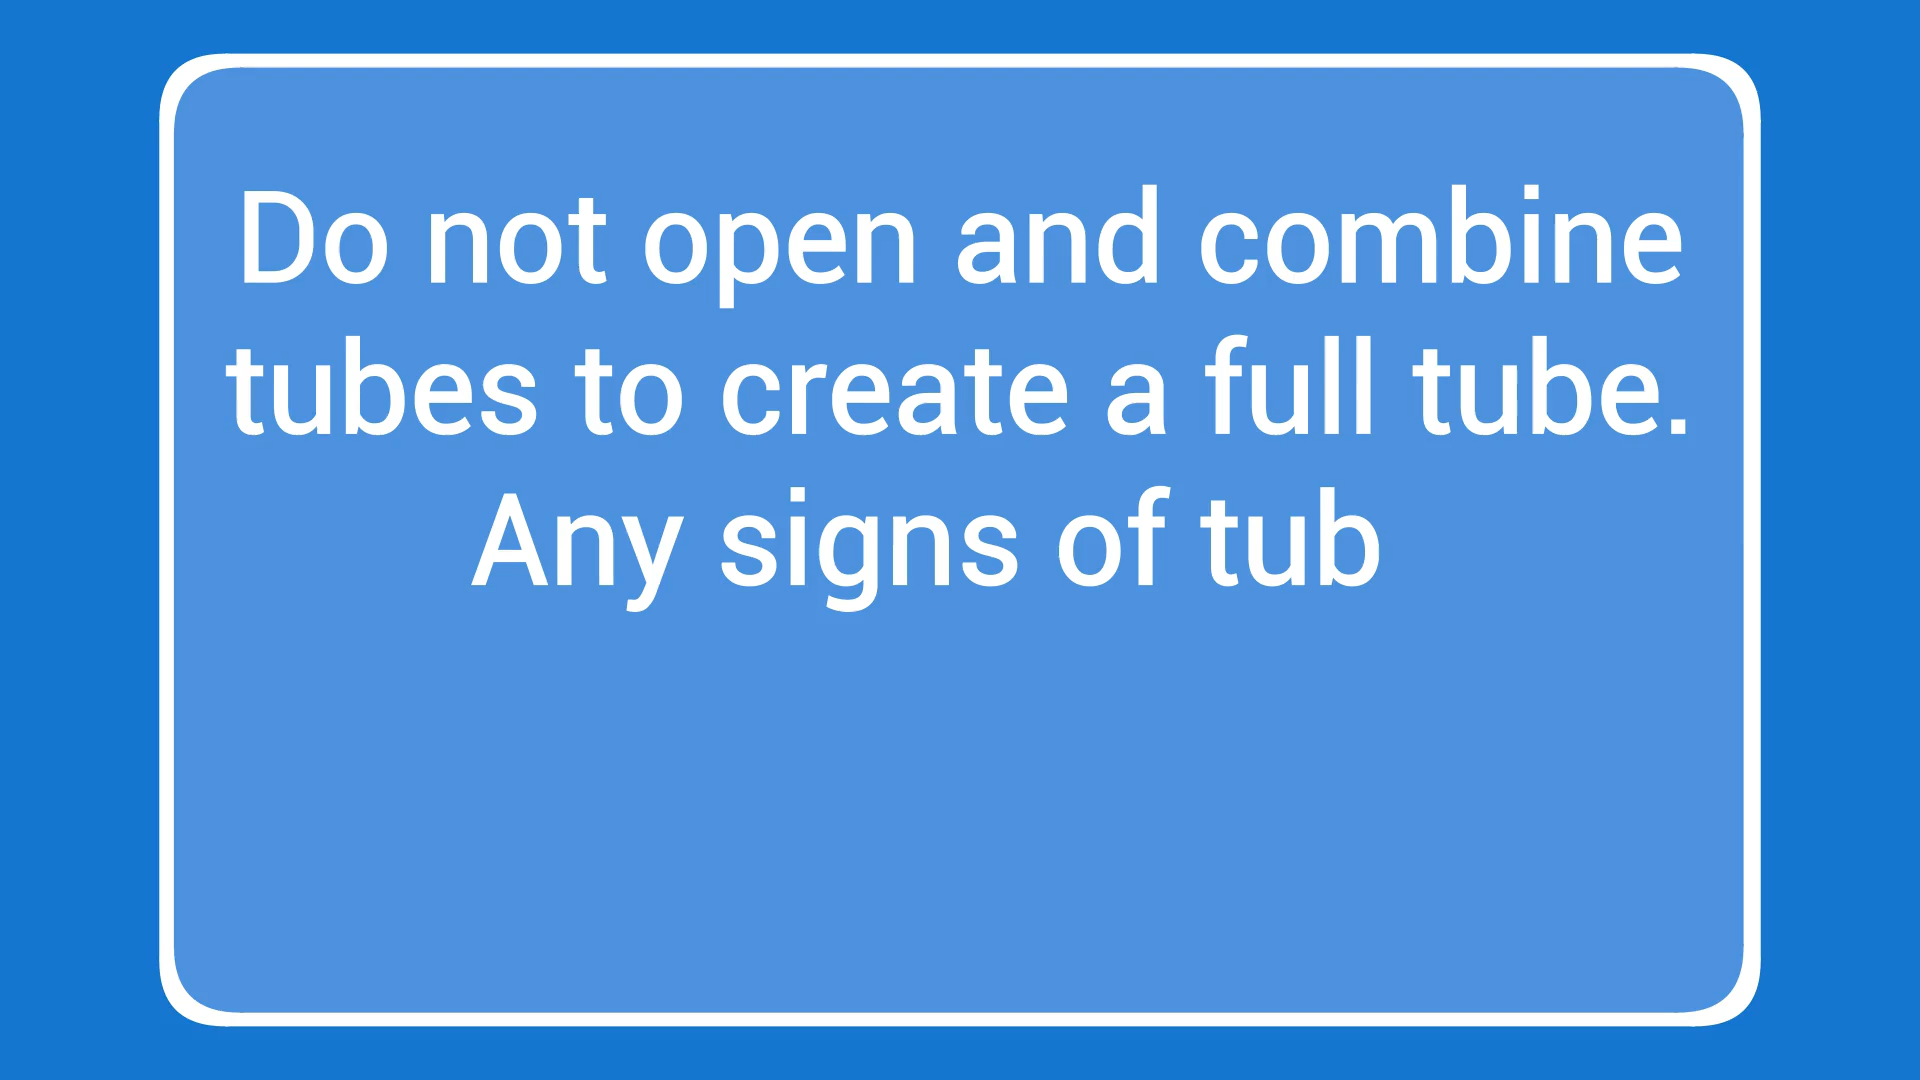 Do not open and combine
tubes to create a full tube.
Any signs of tub